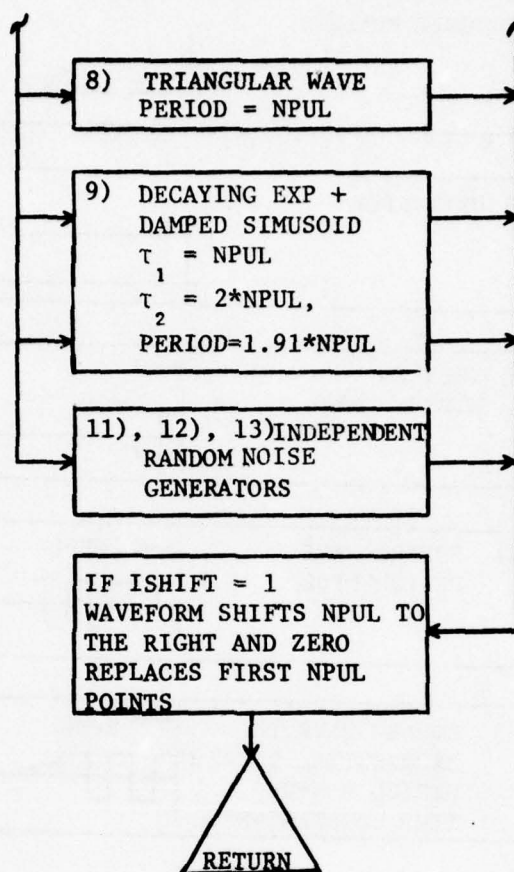 8) TRIANGULAR WAVE
PERIOD = NPUL
9) DECAYING EXP +
DAMPED SIMUSOID
τ1 = NPUL
τ2 = 2*NPUL,
PERIOD=1.91*NPUL
11), 12), 13)INDEPENDENT
RANDOM NOISE
GENERATORS
IF ISHIFT = 1
WAVEFORM SHIFTS NPUL TO
THE RIGHT AND ZERO
REPLACES FIRST NPUL
POINTS
RETURN